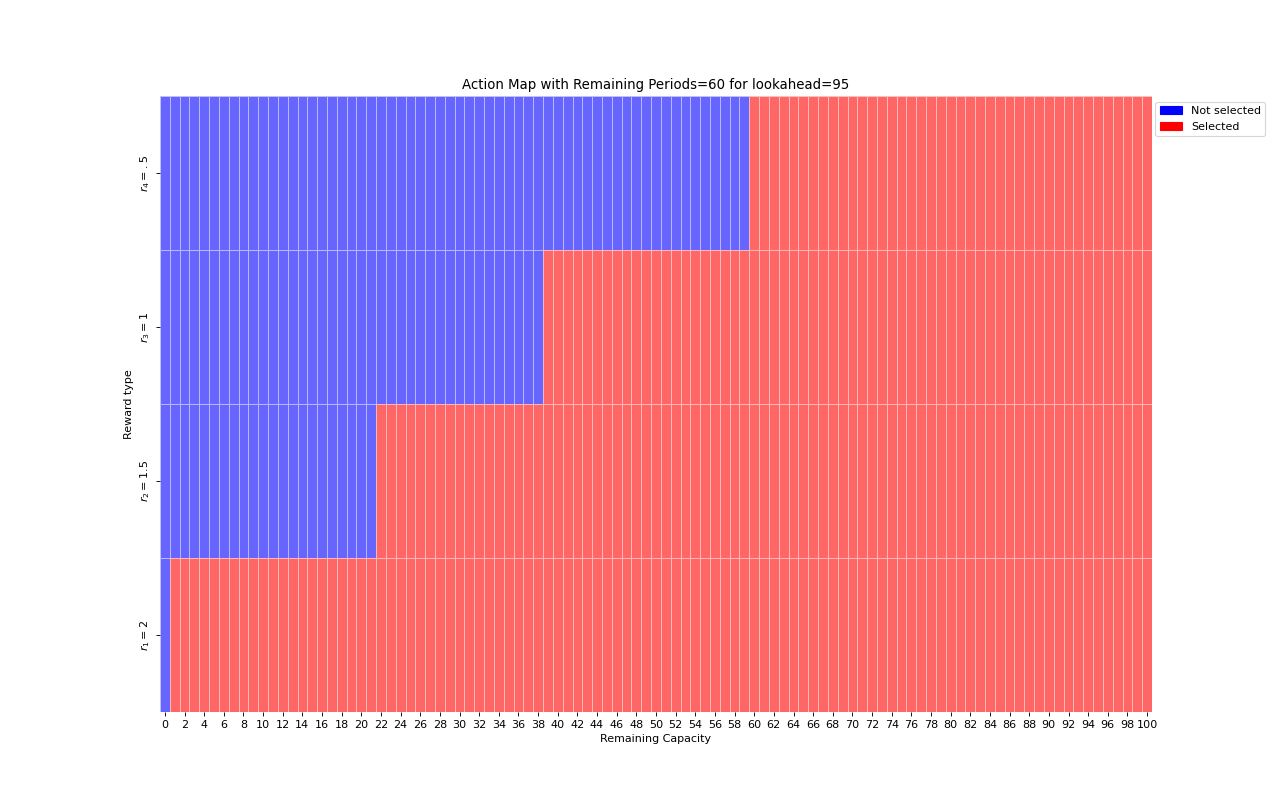 Action Map with Remaining Periods=60 for lookahead=95
Not selected
Selected
Reward type
r₄ = .5
r₃ = 1
r₂ = 1.5
r₁ = 2
0 2 4 6 8 10 12 14 16 18 20 22 24 26 28 30 32 34 36 38 40 42 44 46 48 50 52 54 56 58 60 62 64 66 68 70 72 74 76 78 80 82 84 86 88 90 92 94 96 98 100
Remaining Capacity